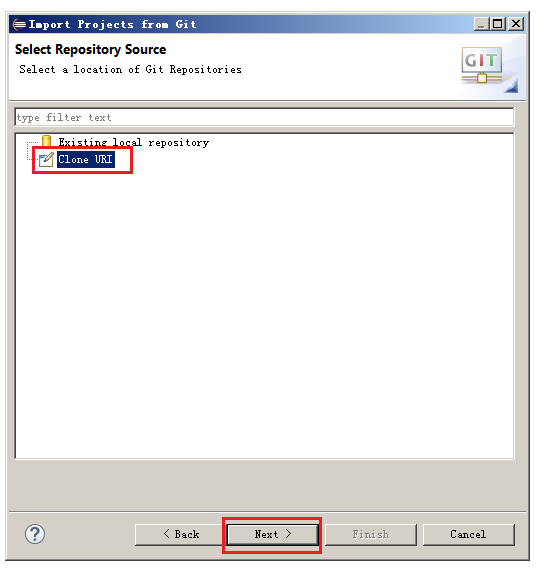 Import Projects from Git
Select Repository Source
Select a location of Git Repositories
GIT
type filter text
Existing local repository
Clone URI
?
< Back
Next >
Finish
Cancel